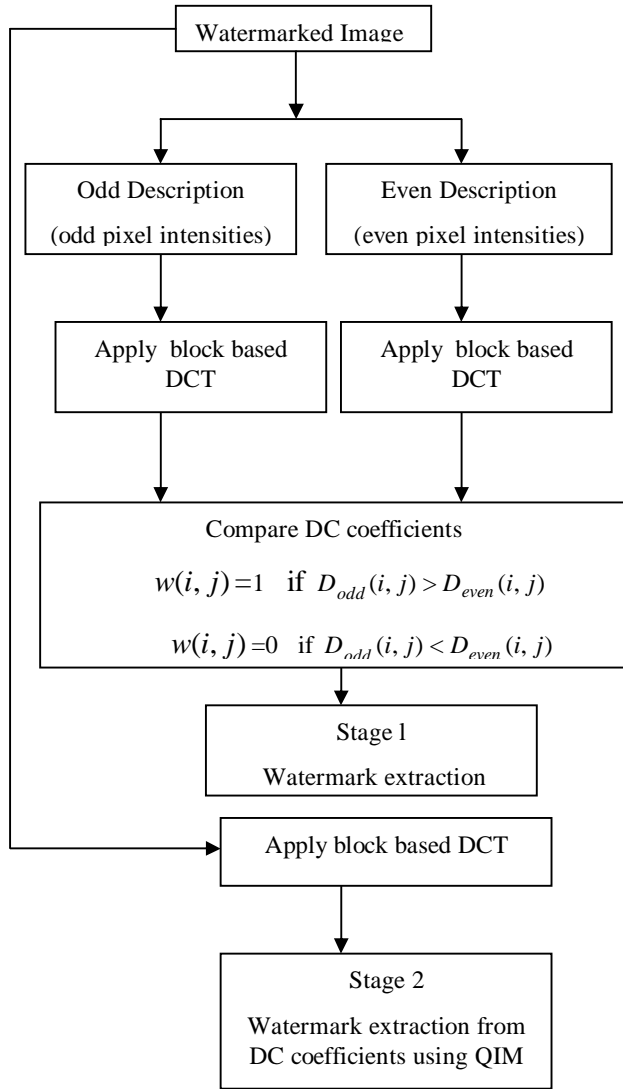 Watermarked Image
Odd Description
(odd pixel intensities)
Even Description
(even pixel intensities)
Apply block based
DCT
Apply block based
DCT
Compare DC coefficients
w(i, j) =1 if D_odd (i, j) > D_even (i, j)
w(i, j) =0 if D_odd (i, j) < D_even (i, j)
Stage 1
Watermark extraction
Apply block based DCT
Stage 2
Watermark extraction from
DC coefficients using QIM